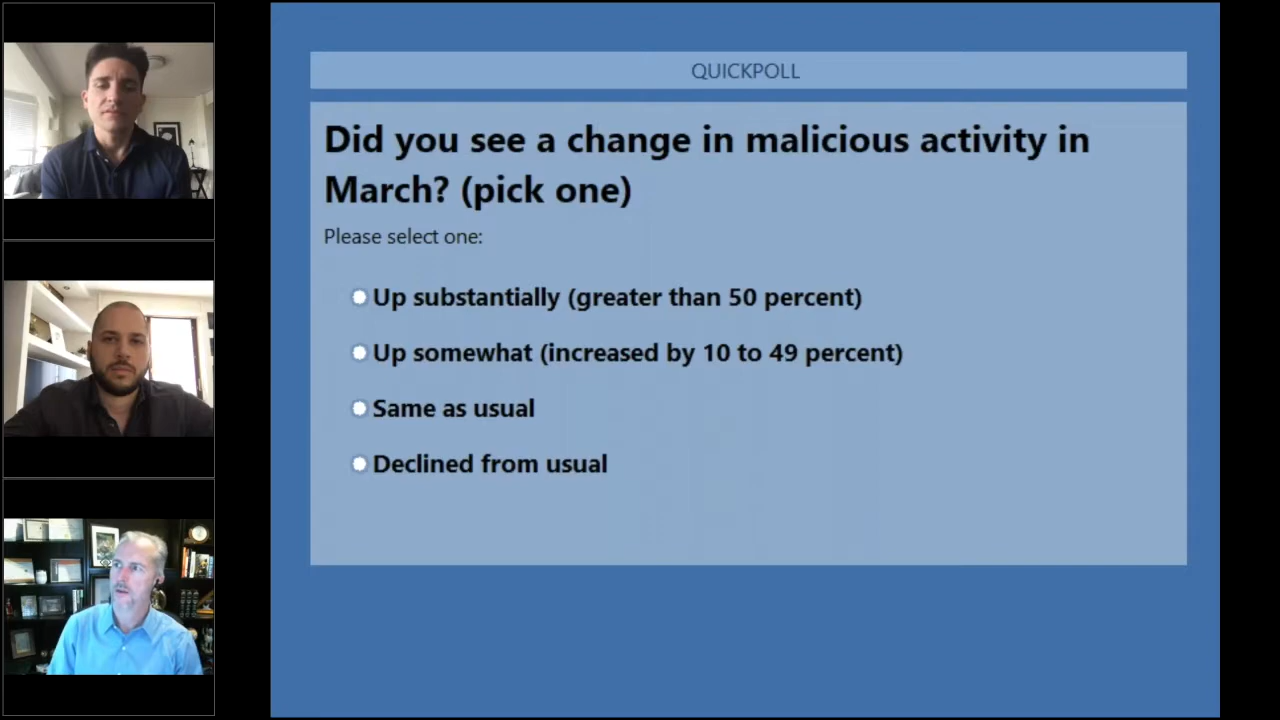 QUICKPOLL
Did you see a change in malicious activity in
March? (pick one)
Please select one:
Up substantially (greater than 50 percent)
Up somewhat (increased by 10 to 49 percent)
Same as usual
Declined from usual